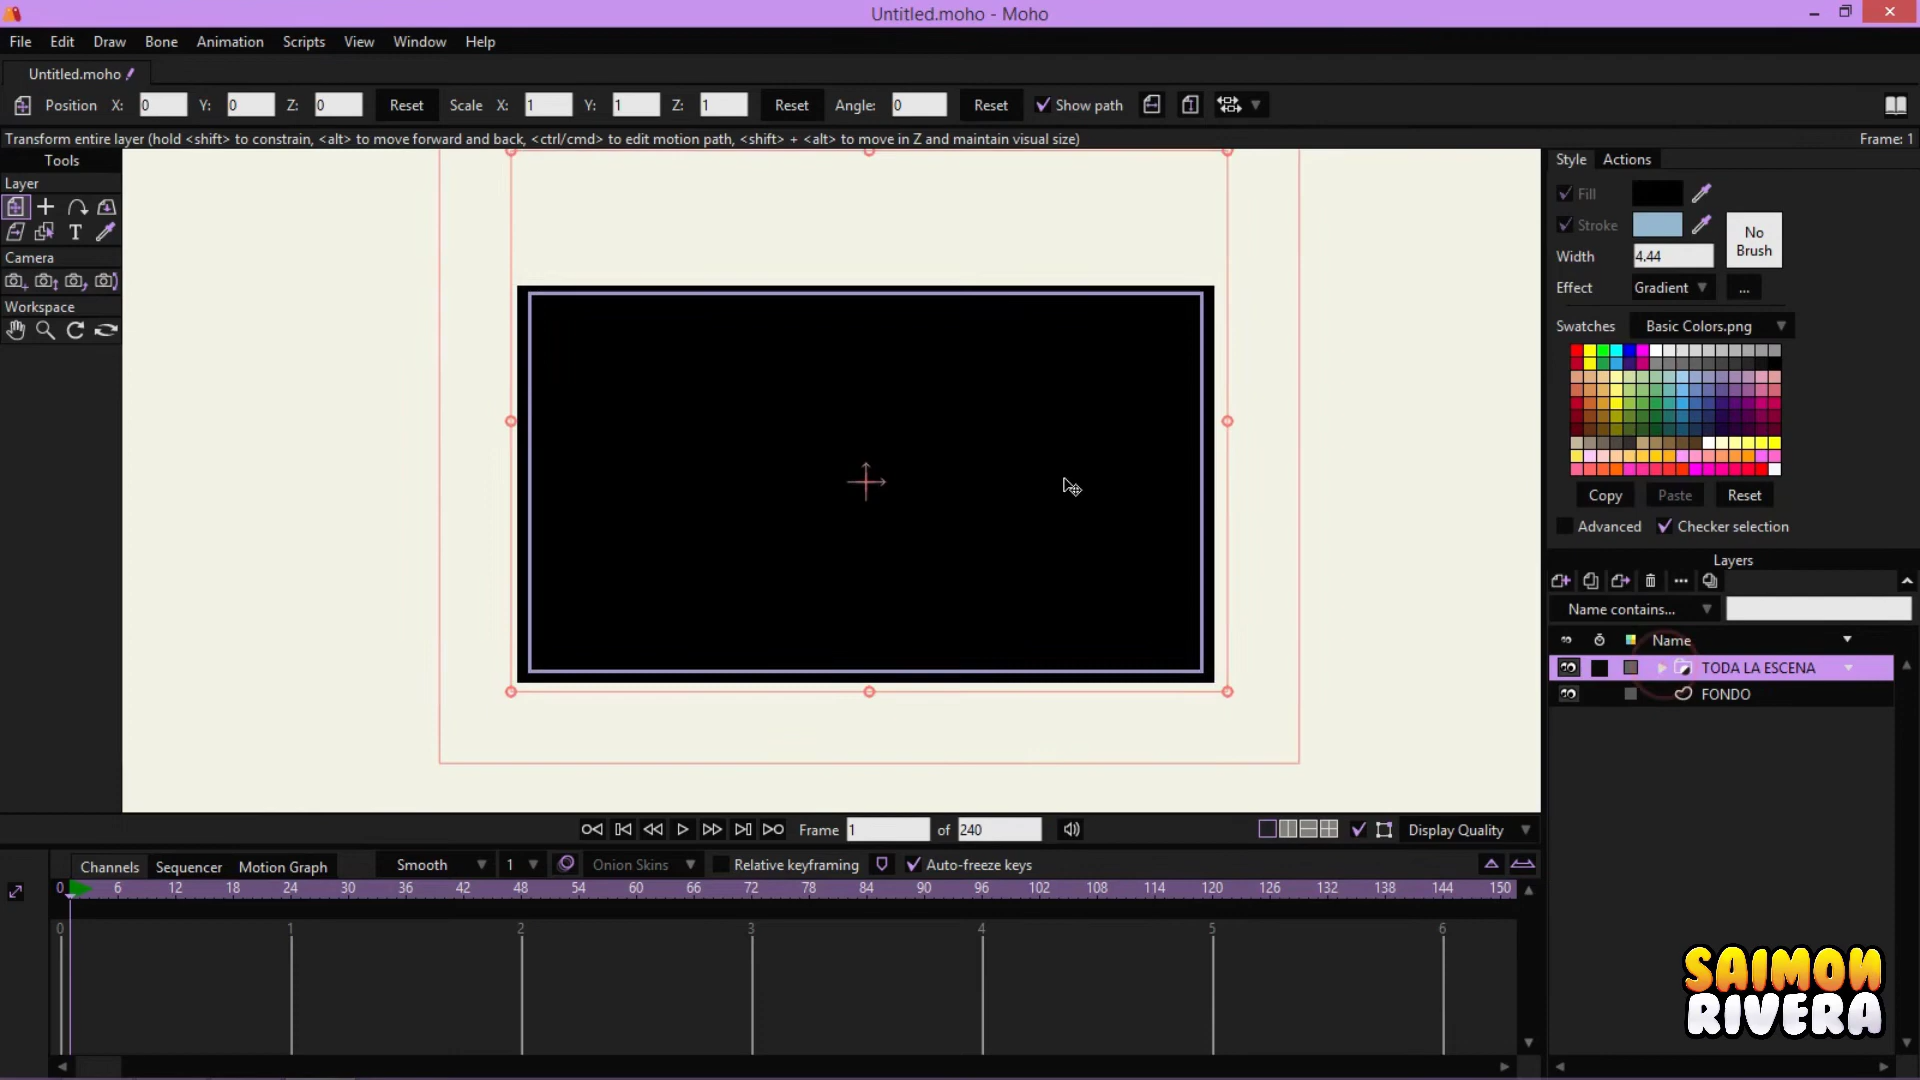 Untitled.moho - Moho
File Edit Draw Bone Animation Scripts View Window Help
Untitled.moho
Position X: 0 Y: 0 Z: 0 Reset Scale X: 1 Y: 1 Z: 1 Reset Angle: 0 Reset Show path
Transform entire layer (hold <shift> to constrain, <alt> to move forward and back, <ctrl/cmd> to edit motion path, <shift> + <alt> to move in Z and maintain visual size) Frame: 1
Tools
Layer
T
Camera
Workspace
Style Actions
Fill
Stroke
No
Brush
Width 4.44
Effect Gradient ...
Swatches Basic Colors.png
Copy Paste Reset
Advanced Checker selection
Layers
Name contains...
Name
TODA LA ESCENA
FONDO
Frame 1 of 240 Display Quality
Channels Sequencer Motion Graph Smooth 1 Onion Skins Relative keyframing Auto-freeze keys
0 6 12 18 24 30 36 42 48 54 60 66 72 78 84 90 96 102 108 114 120 126 132 138 144 150
0 1 2 3 4 5 6
SAIMON
RIVERA